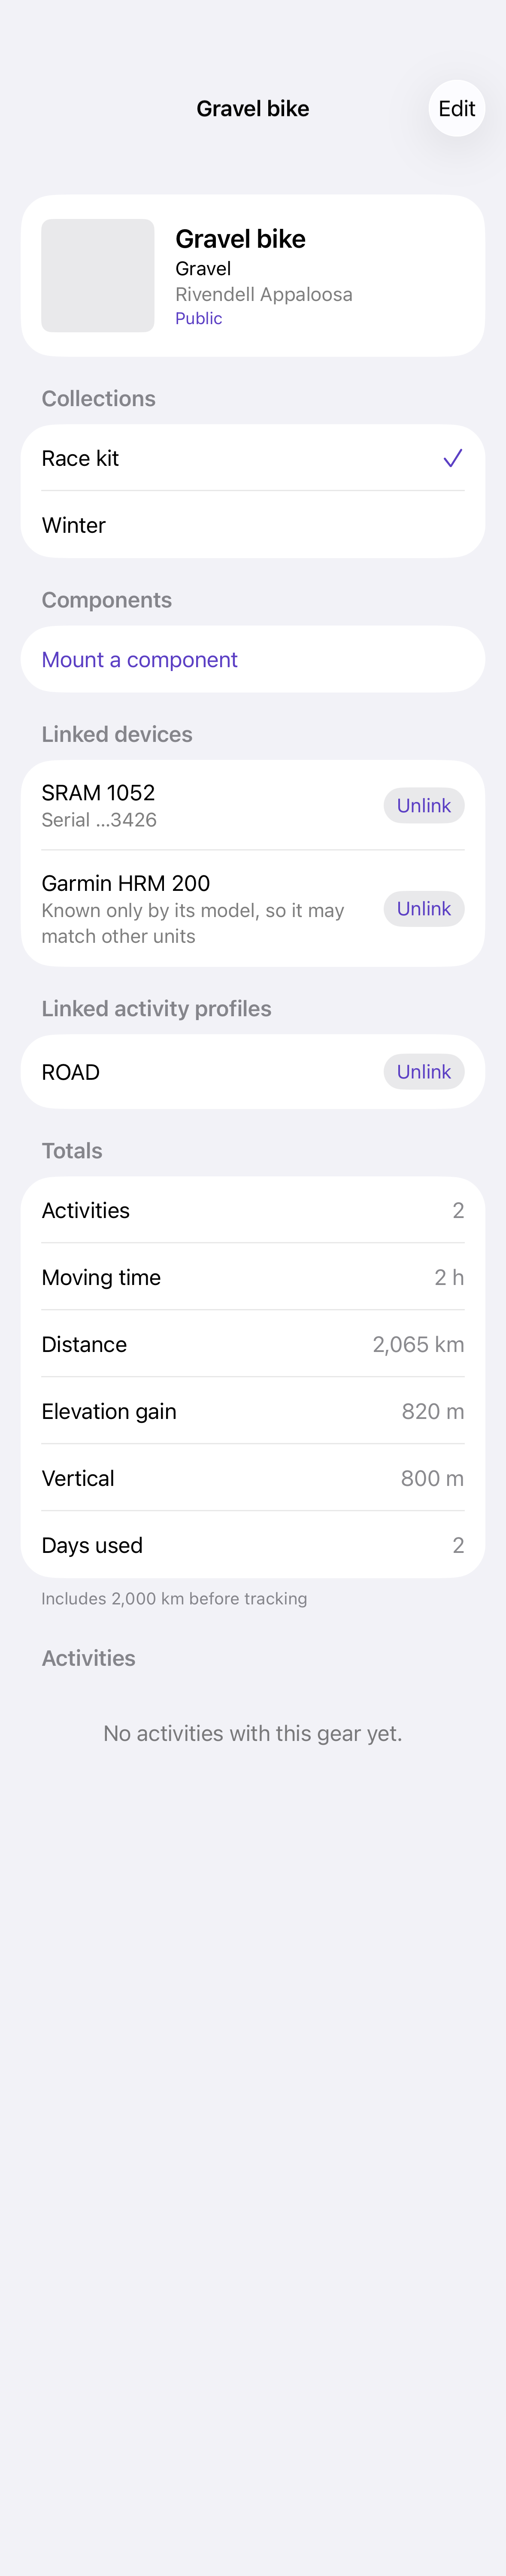 Gravel bike
Edit
Gravel bike
Gravel
Rivendell Appaloosa
Public
Collections
Race kit
Winter
Components
Mount a component
Linked devices
SRAM 1052
Serial …3426
Unlink
Garmin HRM 200
Known only by its model, so it may
match other units
Unlink
Linked activity profiles
ROAD
Unlink
Totals
Activities 2
Moving time 2 h
Distance 2,065 km
Elevation gain 820 m
Vertical 800 m
Days used 2
Includes 2,000 km before tracking
Activities
No activities with this gear yet.